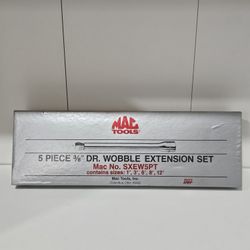 MAC
TOOLS
5 PIECE ⅜" DR. WOBBLE EXTENSION SET
Mac No. SXEW5PT
contains sizes: 1", 3", 6", 8", 12"
Mac Tools, Inc.